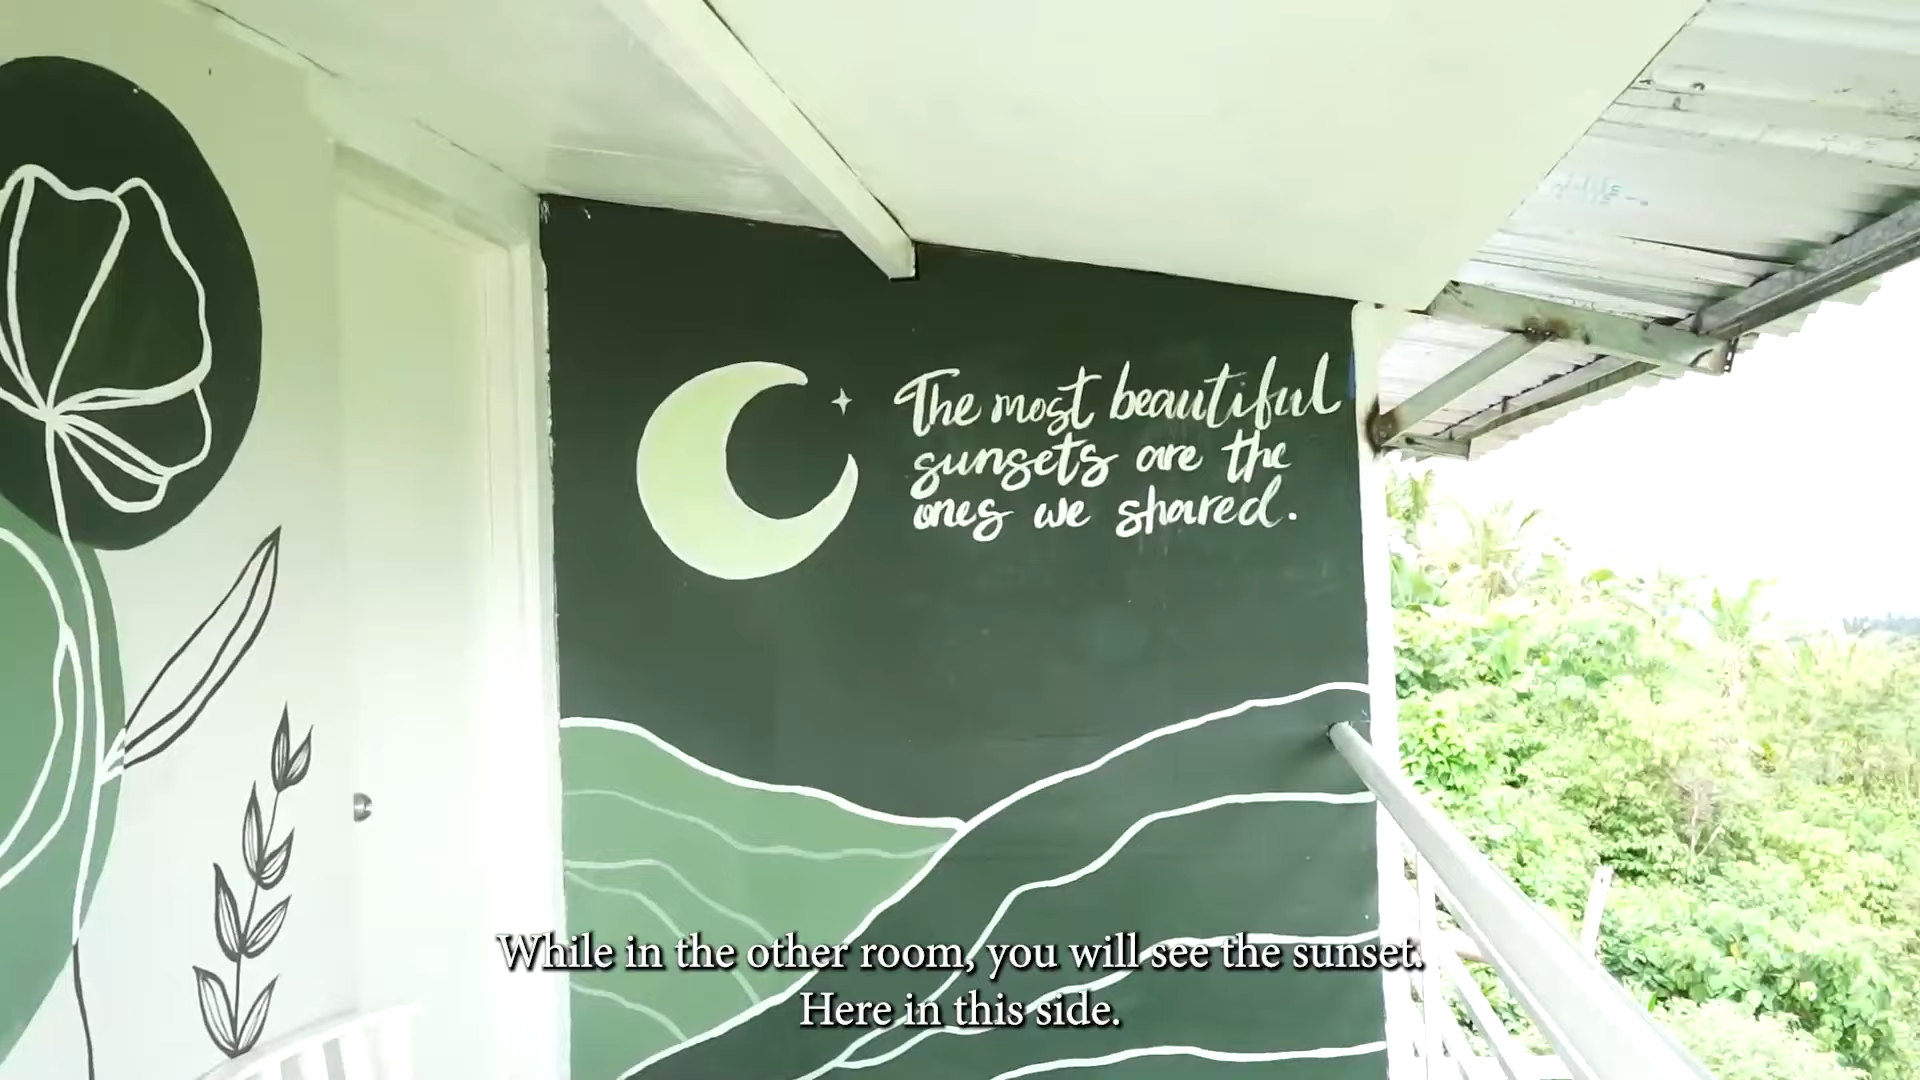 The most beautiful
sunsets are the
ones we shared.
While in the other room, you will see the sunset.
Here in this side.